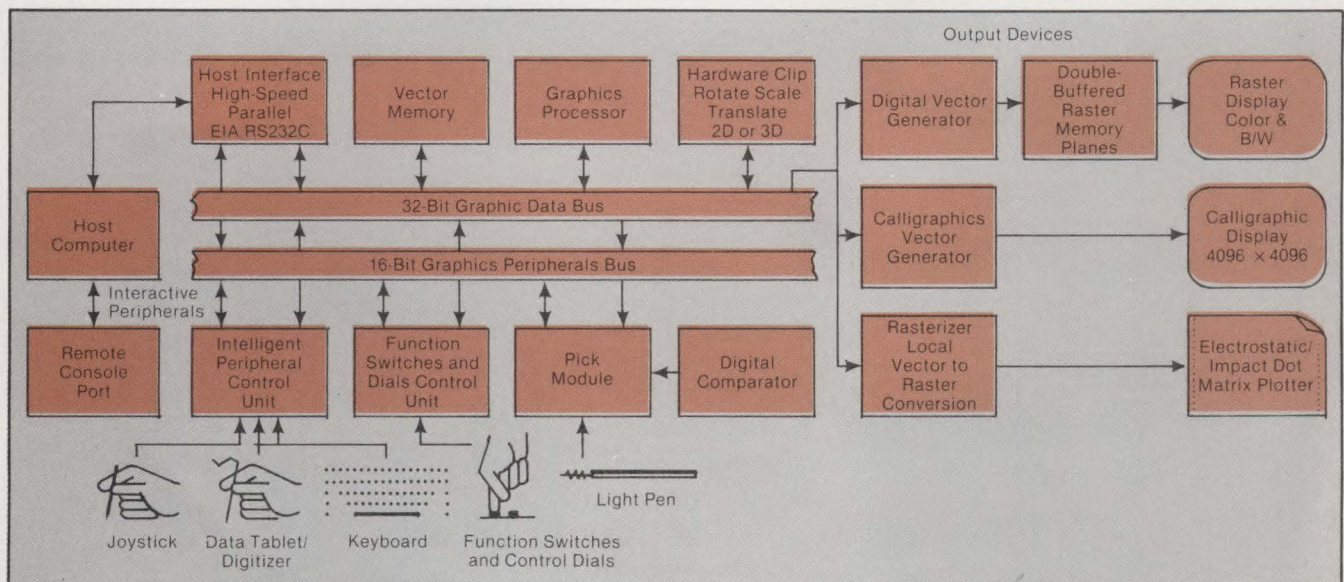 Output Devices
Host Interface
High-Speed
Parallel
EIA RS232C
Vector
Memory
Graphics
Processor
Hardware Clip
Rotate Scale
Translate
2D or 3D
Digital Vector
Generator
Double-
Buffered
Raster
Memory
Planes
Raster
Display
Color &
B/W
Host
Computer
32-Bit Graphic Data Bus
16-Bit Graphics Peripherals Bus
Calligraphics
Vector
Generator
Calligraphic
Display
4096 × 4096
Interactive
Peripherals
Remote
Console
Port
Intelligent
Peripheral
Control
Unit
Function
Switches and
Dials Control
Unit
Pick
Module
Digital
Comparator
Rasterizer
Local
Vector to
Raster
Conversion
Electrostatic/
Impact Dot
Matrix Plotter
Joystick
Data Tablet/
Digitizer
Keyboard
Function Switches
and Control Dials
Light Pen